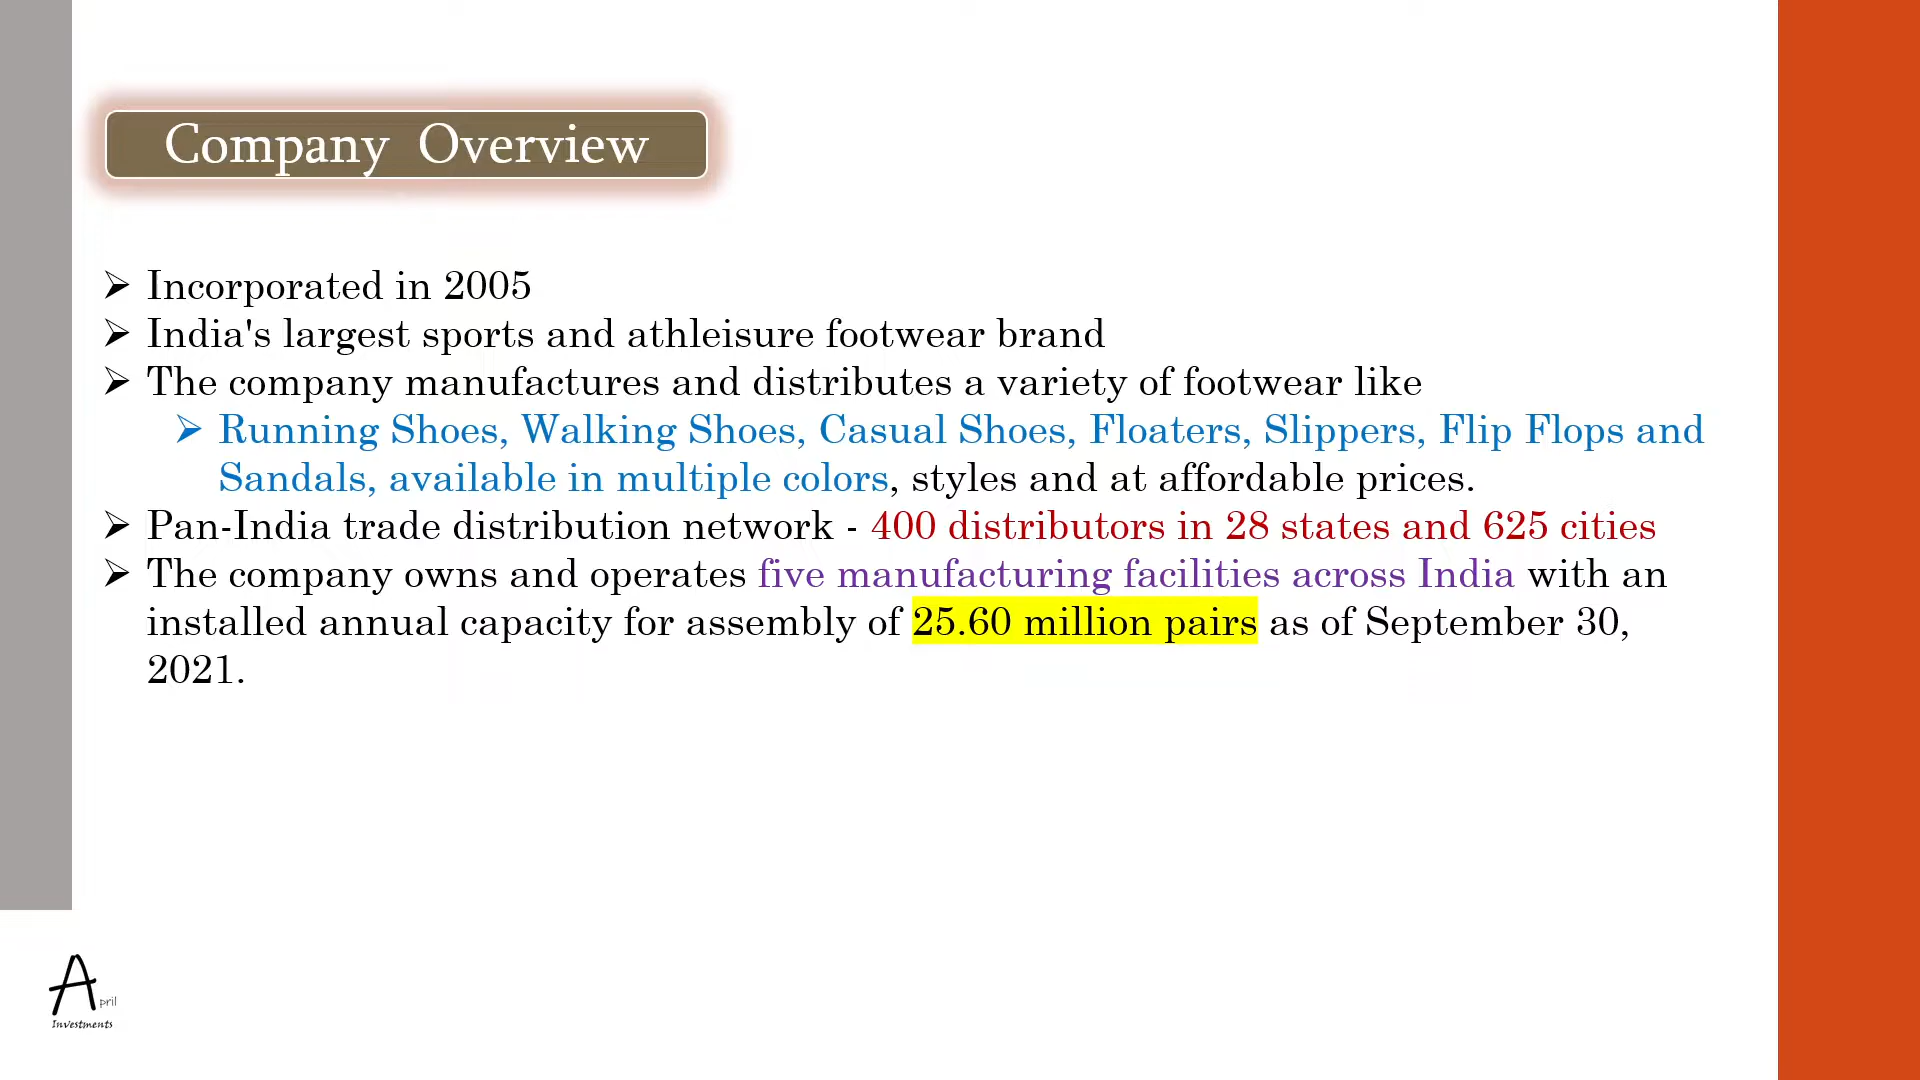 Company Overview
➢ Incorporated in 2005
➢ India's largest sports and athleisure footwear brand
➢ The company manufactures and distributes a variety of footwear like
➢ Running Shoes, Walking Shoes, Casual Shoes, Floaters, Slippers, Flip Flops and
Sandals, available in multiple colors, styles and at affordable prices.
➢ Pan-India trade distribution network - 400 distributors in 28 states and 625 cities
➢ The company owns and operates five manufacturing facilities across India with an
installed annual capacity for assembly of 25.60 million pairs as of September 30,
2021.
April
Investments